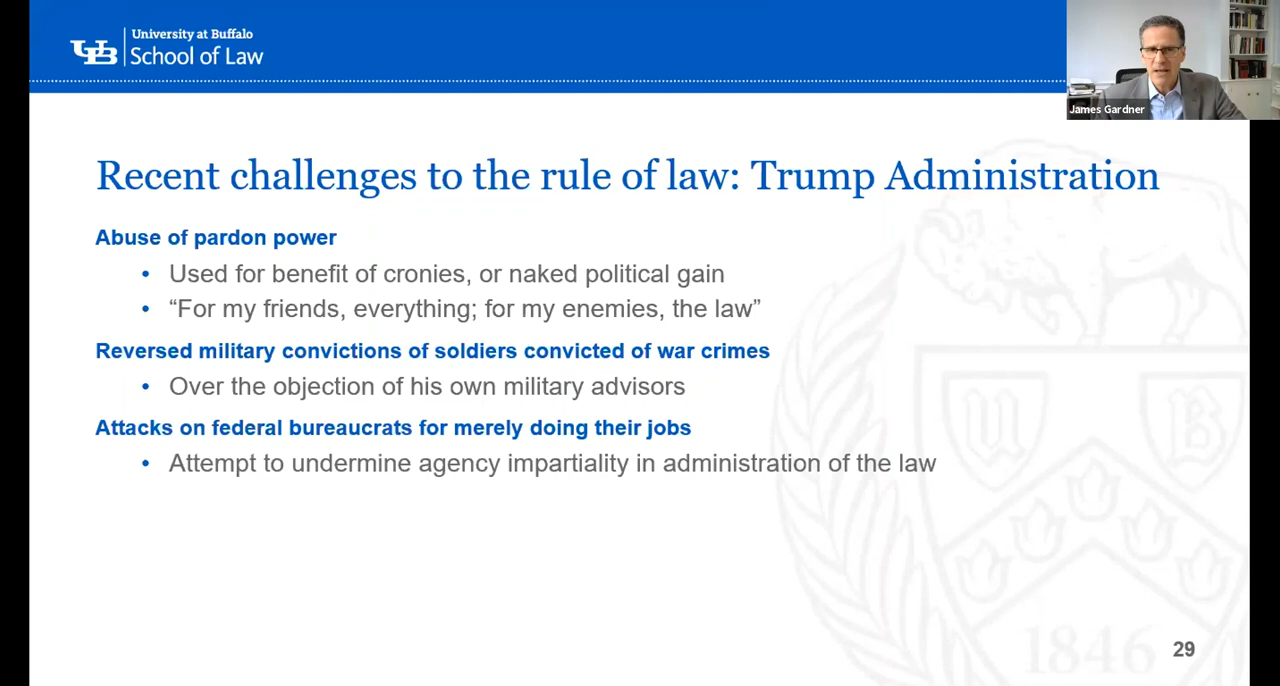 University at Buffalo
UB School of Law
James Gardner
Recent challenges to the rule of law: Trump Administration
Abuse of pardon power
• Used for benefit of cronies, or naked political gain
• “For my friends, everything; for my enemies, the law”
Reversed military convictions of soldiers convicted of war crimes
• Over the objection of his own military advisors
Attacks on federal bureaucrats for merely doing their jobs
• Attempt to undermine agency impartiality in administration of the law
U B
1846
29